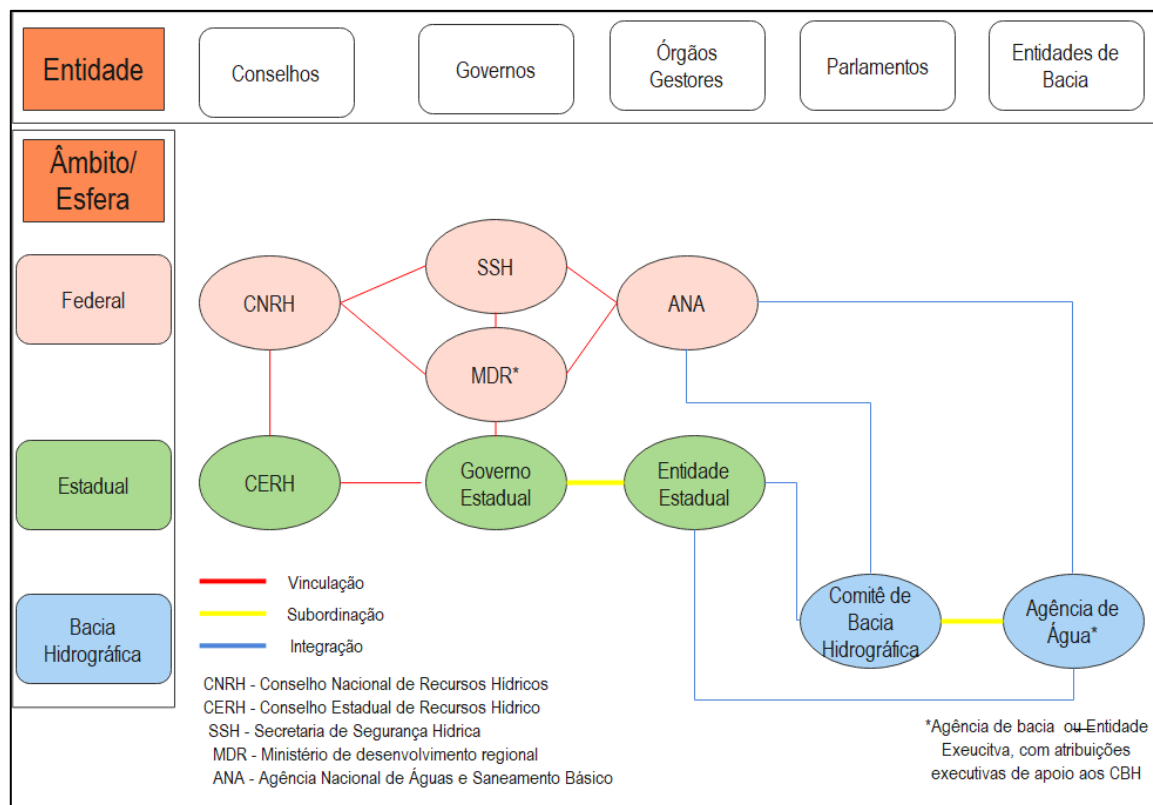 Entidade
Conselhos
Governos
Órgãos
Gestores
Parlamentos
Entidades de
Bacia
Âmbito/
Esfera
Federal
CNRH
SSH
MDR*
ANA
Estadual
CERH
Governo
Estadual
Entidade
Estadual
Bacia
Hidrográfica
Comitê de
Bacia
Hidrográfica
Agência de
Água*
Vinculação
Subordinação
Integração
CNRH - Conselho Nacional de Recursos Hídricos
CERH - Conselho Estadual de Recursos Hídrico
SSH - Secretaria de Segurança Hídrica
MDR - Ministério de desenvolvimento regional
ANA - Agência Nacional de Águas e Saneamento Básico
*Agência de bacia ou Entidade
Exeucitva, com atribuições
executivas de apoio aos CBH